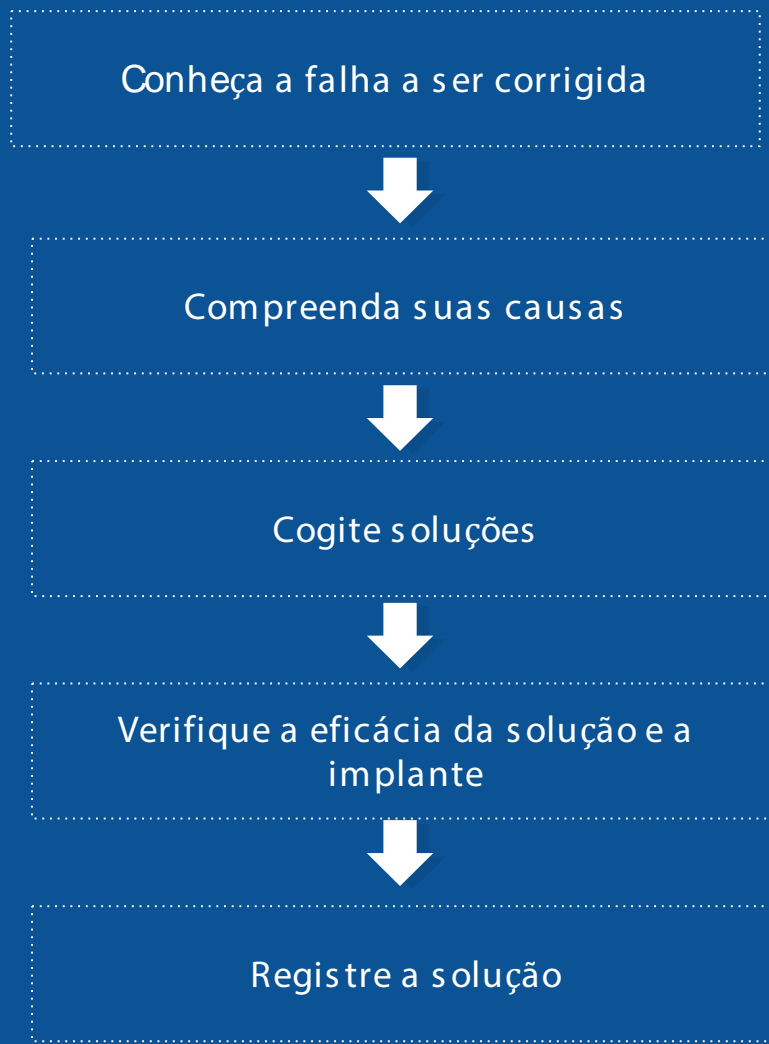 Conheça a falha a ser corrigida
Compreenda suas causas
Cogite soluções
Verifique a eficácia da solução e a
implante
Registre a solução